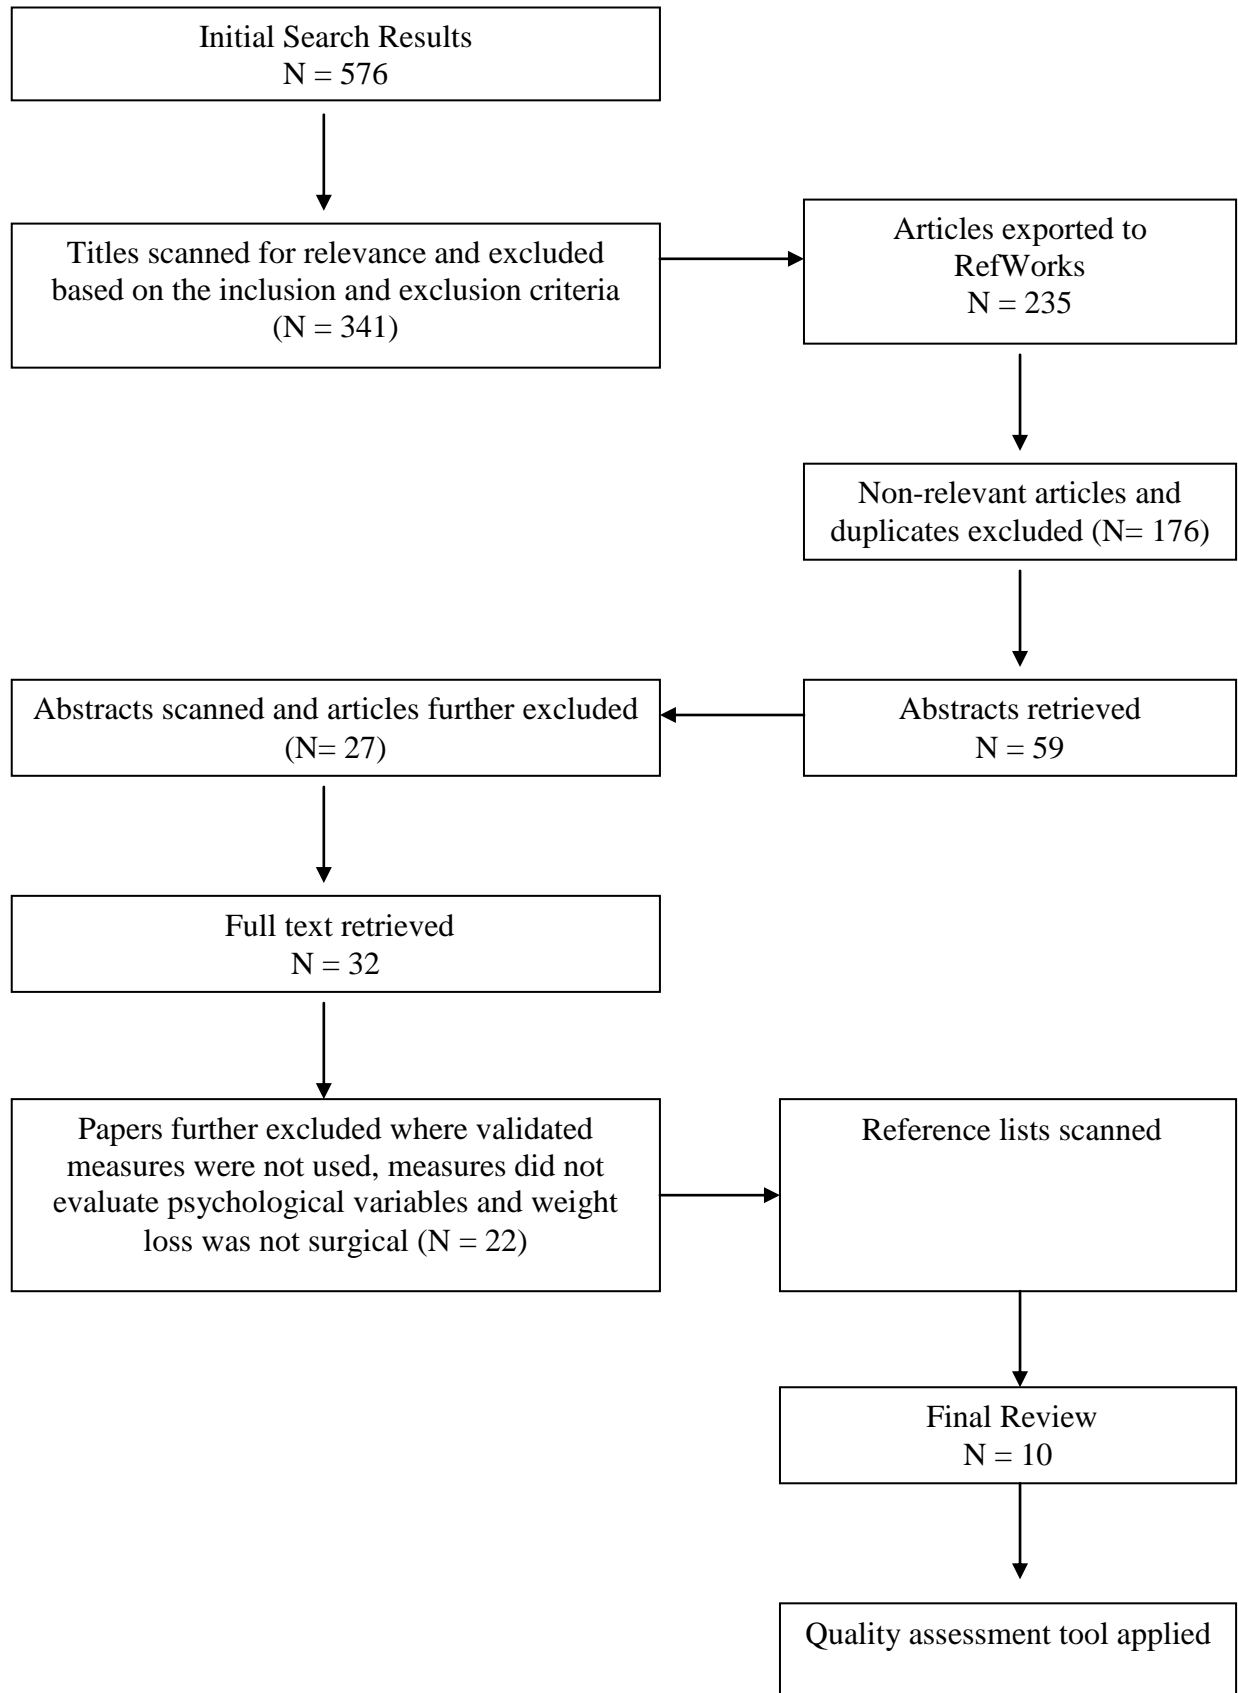 Initial Search Results
N = 576
Titles scanned for relevance and excluded
based on the inclusion and exclusion criteria
(N = 341)
Articles exported to
RefWorks
N = 235
Non-relevant articles and
duplicates excluded (N= 176)
Abstracts retrieved
N = 59
Abstracts scanned and articles further excluded
(N= 27)
Full text retrieved
N = 32
Papers further excluded where validated
measures were not used, measures did not
evaluate psychological variables and weight
loss was not surgical (N = 22)
Reference lists scanned
Final Review
N = 10
Quality assessment tool applied